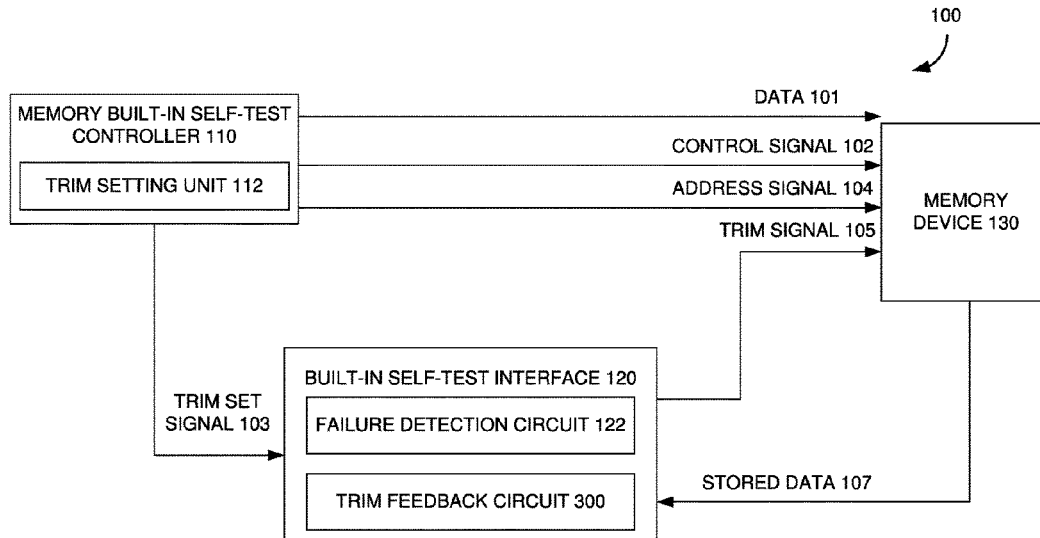 100
MEMORY BUILT-IN SELF-TEST
CONTROLLER 110
TRIM SETTING UNIT 112
DATA 101
CONTROL SIGNAL 102
ADDRESS SIGNAL 104
TRIM SIGNAL 105
MEMORY
DEVICE 130
TRIM SET
SIGNAL 103
BUILT-IN SELF-TEST INTERFACE 120
FAILURE DETECTION CIRCUIT 122
TRIM FEEDBACK CIRCUIT 300
STORED DATA 107